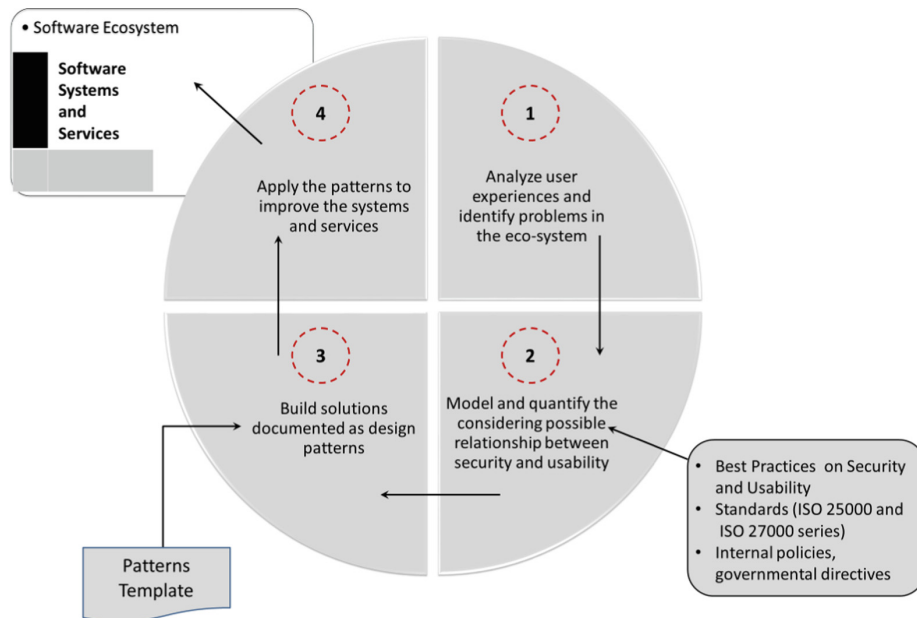 • Software Ecosystem
Software
Systems
and
Services
4
Apply the patterns to
improve the systems
and services
1
Analyze user
experiences and
identify problems in
the eco-system
3
Build solutions
documented as design
patterns
2
Model and quantify the
considering possible
relationship between
security and usability
• Best Practices on Security
and Usability
• Standards (ISO 25000 and
ISO 27000 series)
• Internal policies,
governmental directives
Patterns
Template